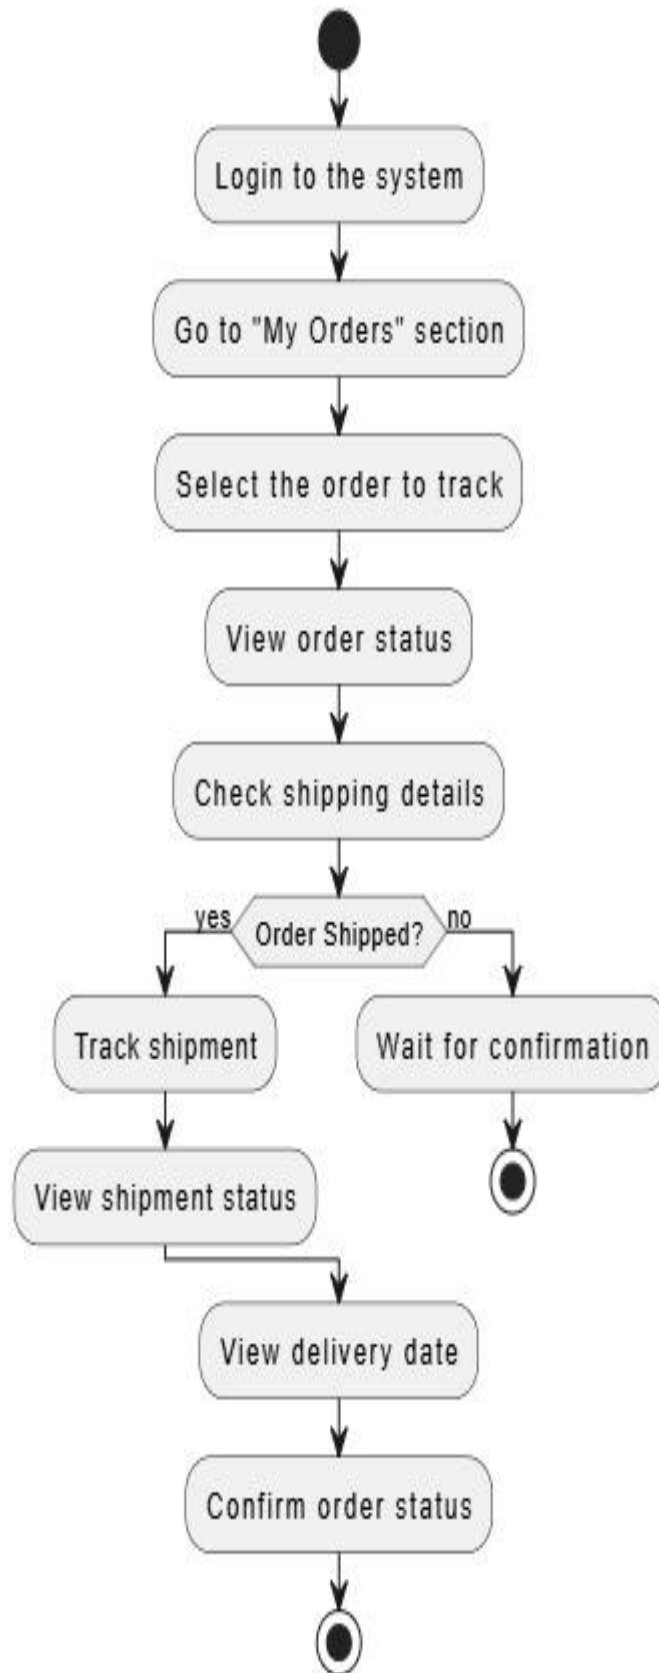 Login to the system
Go to "My Orders" section
Select the order to track
View order status
Check shipping details
yes
Order Shipped?
no
Track shipment
Wait for confirmation
View shipment status
View delivery date
Confirm order status